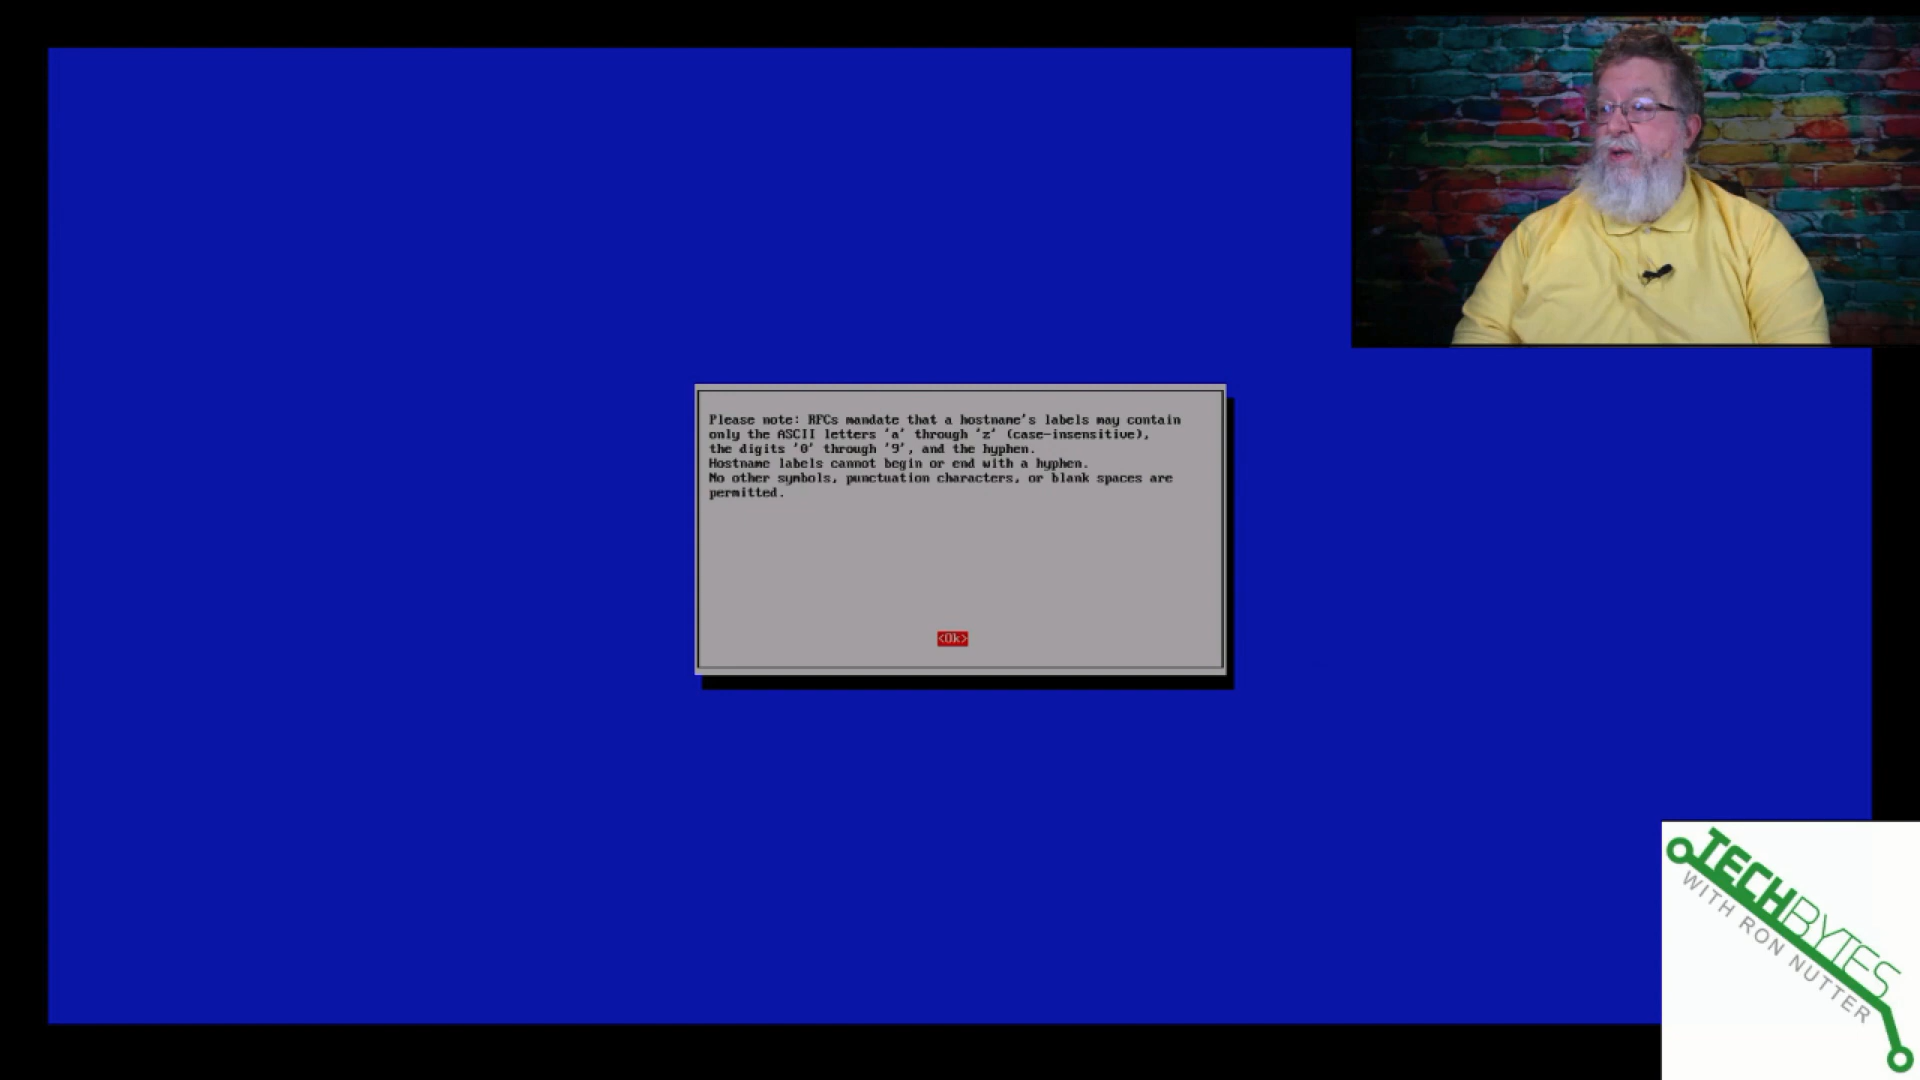 Please note: RFCs mandate that a hostname's labels may contain
only the ASCII letters 'a' through 'z' (case-insensitive),
the digits '0' through '9', and the hyphen.
Hostname labels cannot begin or end with a hyphen.
No other symbols, punctuation characters, or blank spaces are
permitted.
<Ok>
TECHBYTES
WITH RON NUTTER